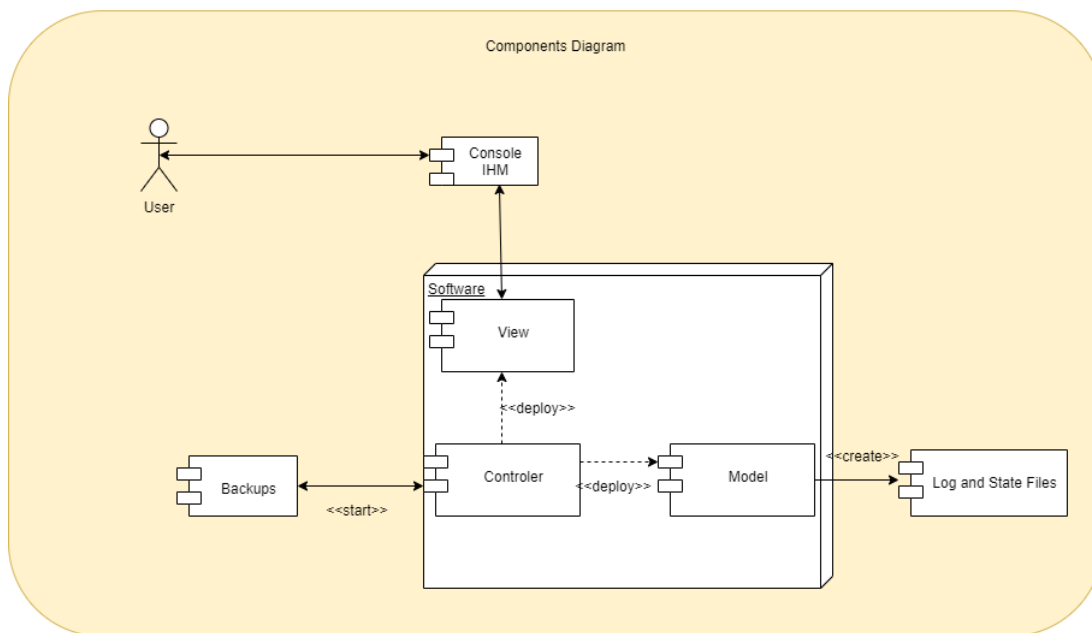 Components Diagram
Console
IHM
User
Software
View
<<deploy>>
Backups
<<start>>
Controler
<<deploy>>
Model
<<create>>
Log and State Files